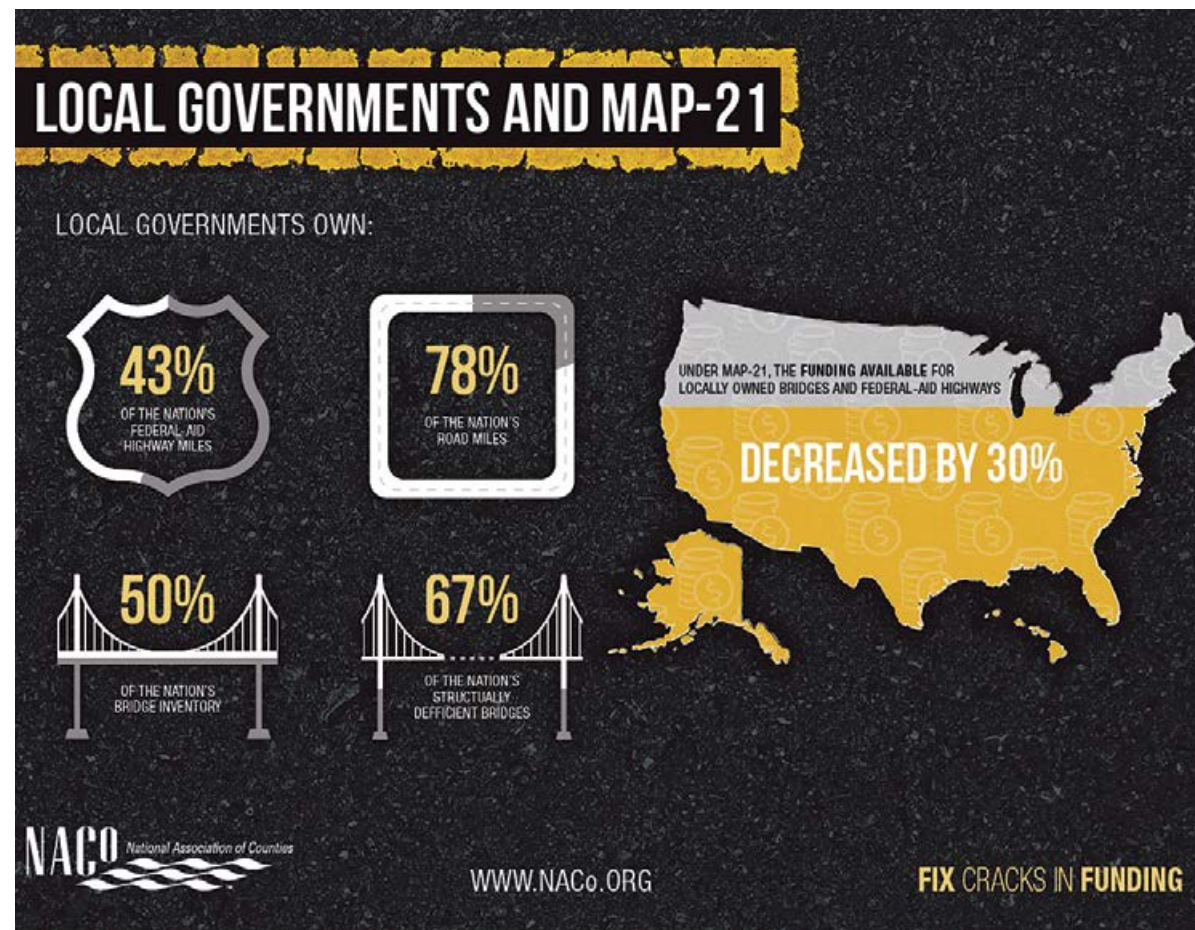 LOCAL GOVERNMENTS AND MAP-21
LOCAL GOVERNMENTS OWN:
43%
OF THE NATION'S
FEDERAL-AID
HIGHWAY MILES
78%
OF THE NATION'S
ROAD MILES
UNDER MAP-21, THE FUNDING AVAILABLE FOR
LOCALLY OWNED BRIDGES AND FEDERAL-AID HIGHWAYS
DECREASED BY 30%
50%
OF THE NATION'S
BRIDGE INVENTORY
67%
OF THE NATION'S
STRUCTUALLY
DEFFICIENT BRIDGES
NACo National Association of Counties
WWW.NACo.ORG
FIX CRACKS IN FUNDING